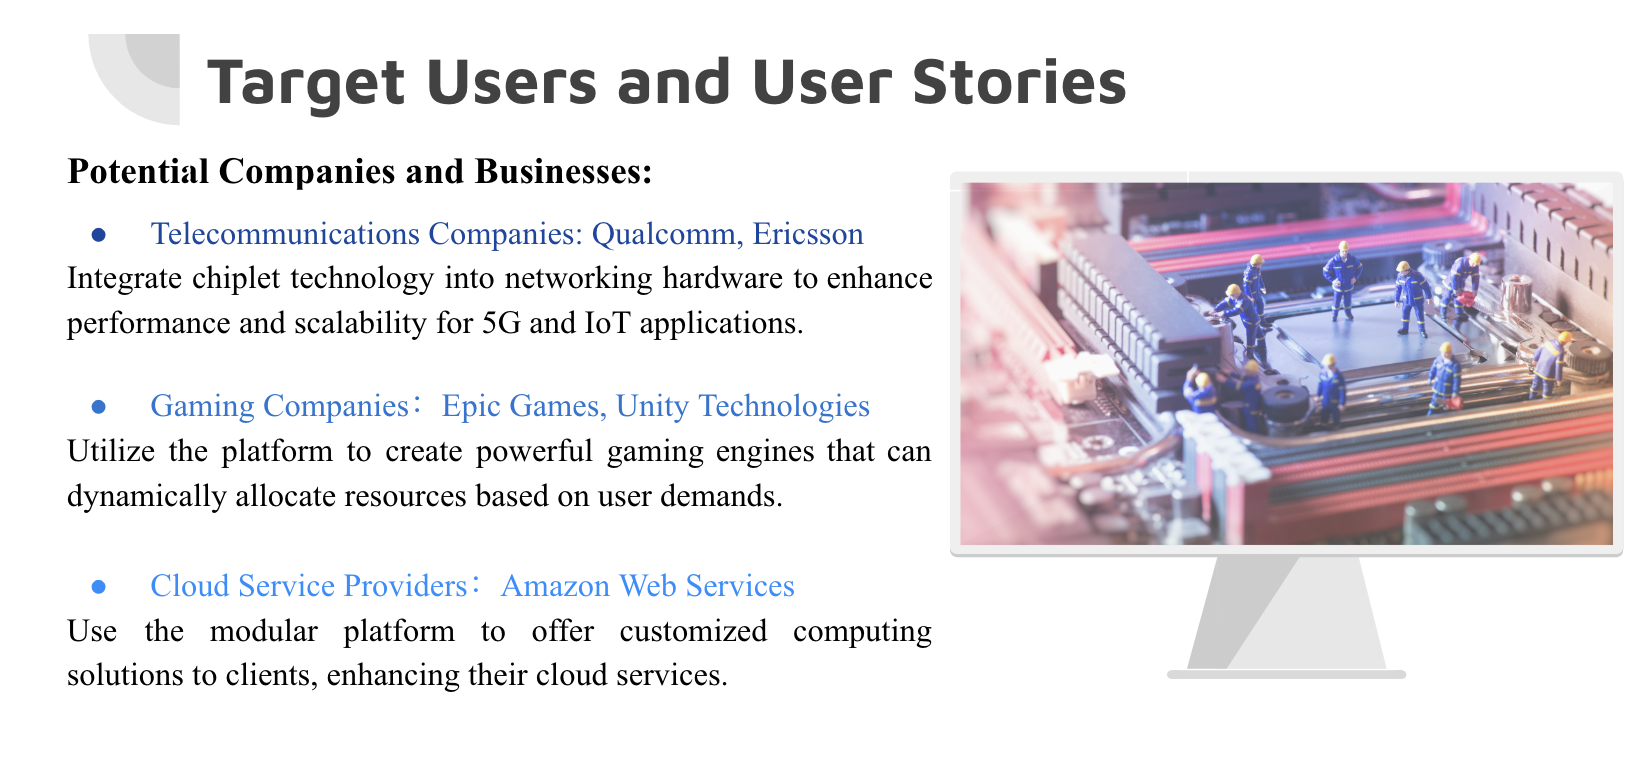 Target Users and User Stories
Potential Companies and Businesses:
● Telecommunications Companies: Qualcomm, Ericsson
Integrate chiplet technology into networking hardware to enhance
performance and scalability for 5G and IoT applications.
● Gaming Companies： Epic Games, Unity Technologies
Utilize the platform to create powerful gaming engines that can
dynamically allocate resources based on user demands.
● Cloud Service Providers： Amazon Web Services
Use the modular platform to offer customized computing
solutions to clients, enhancing their cloud services.